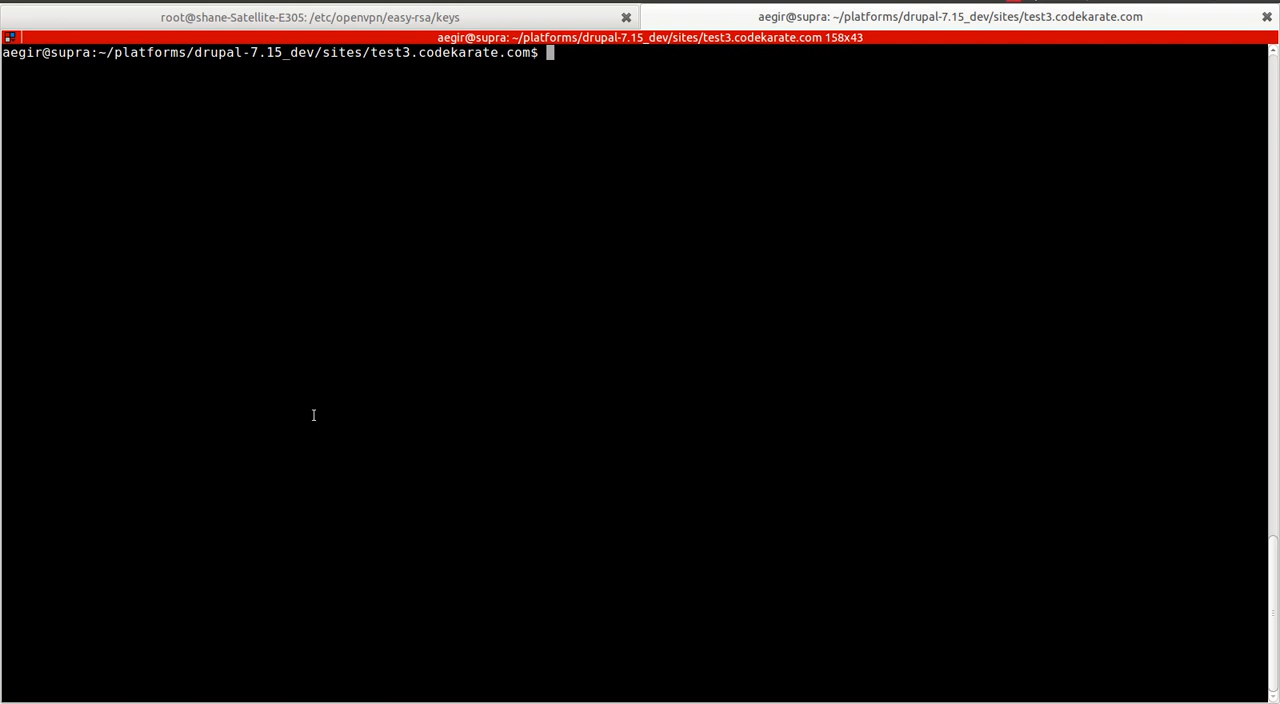 root@shane-Satellite-E305: /etc/openvpn/easy-rsa/keys
aegir@supra: ~/platforms/drupal-7.15_dev/sites/test3.codekarate.com
aegir@supra: ~/platforms/drupal-7.15_dev/sites/test3.codekarate.com 158x43
aegir@supra:~/platforms/drupal-7.15_dev/sites/test3.codekarate.com$